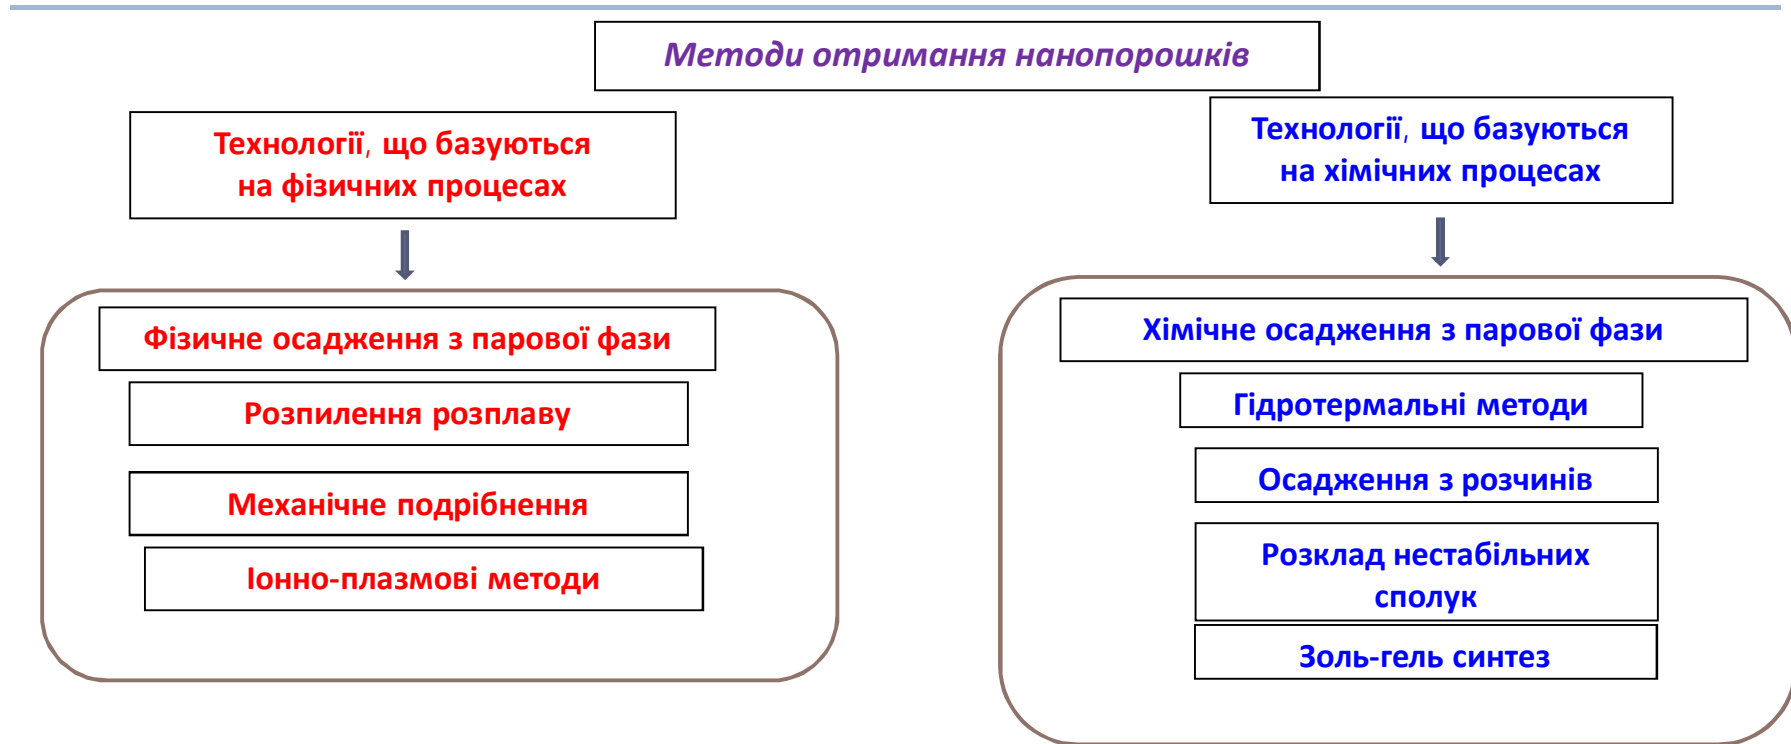 Методи отримання нанопорошків
Технології, що базуються
на фізичних процесах
Фізичне осадження з парової фази
Розпилення розплаву
Механічне подрібнення
Іонно-плазмові методи
Технології, що базуються
на хімічних процесах
Хімічне осадження з парової фази
Гідротермальні методи
Осадження з розчинів
Розклад нестабільних
сполук
Золь-гель синтез